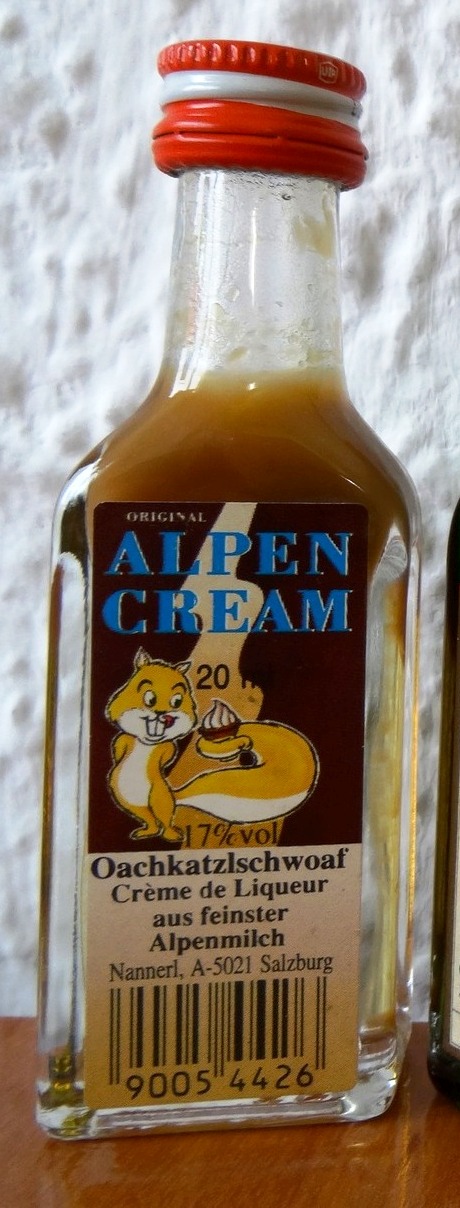 ORIGINAL
ALPEN
CREAM
20
17%vol
Oachkatzlschwoaf
Crème de Liqueur
aus feinster
Alpenmilch
Nannerl, A-5021 Salzburg
9005 4426